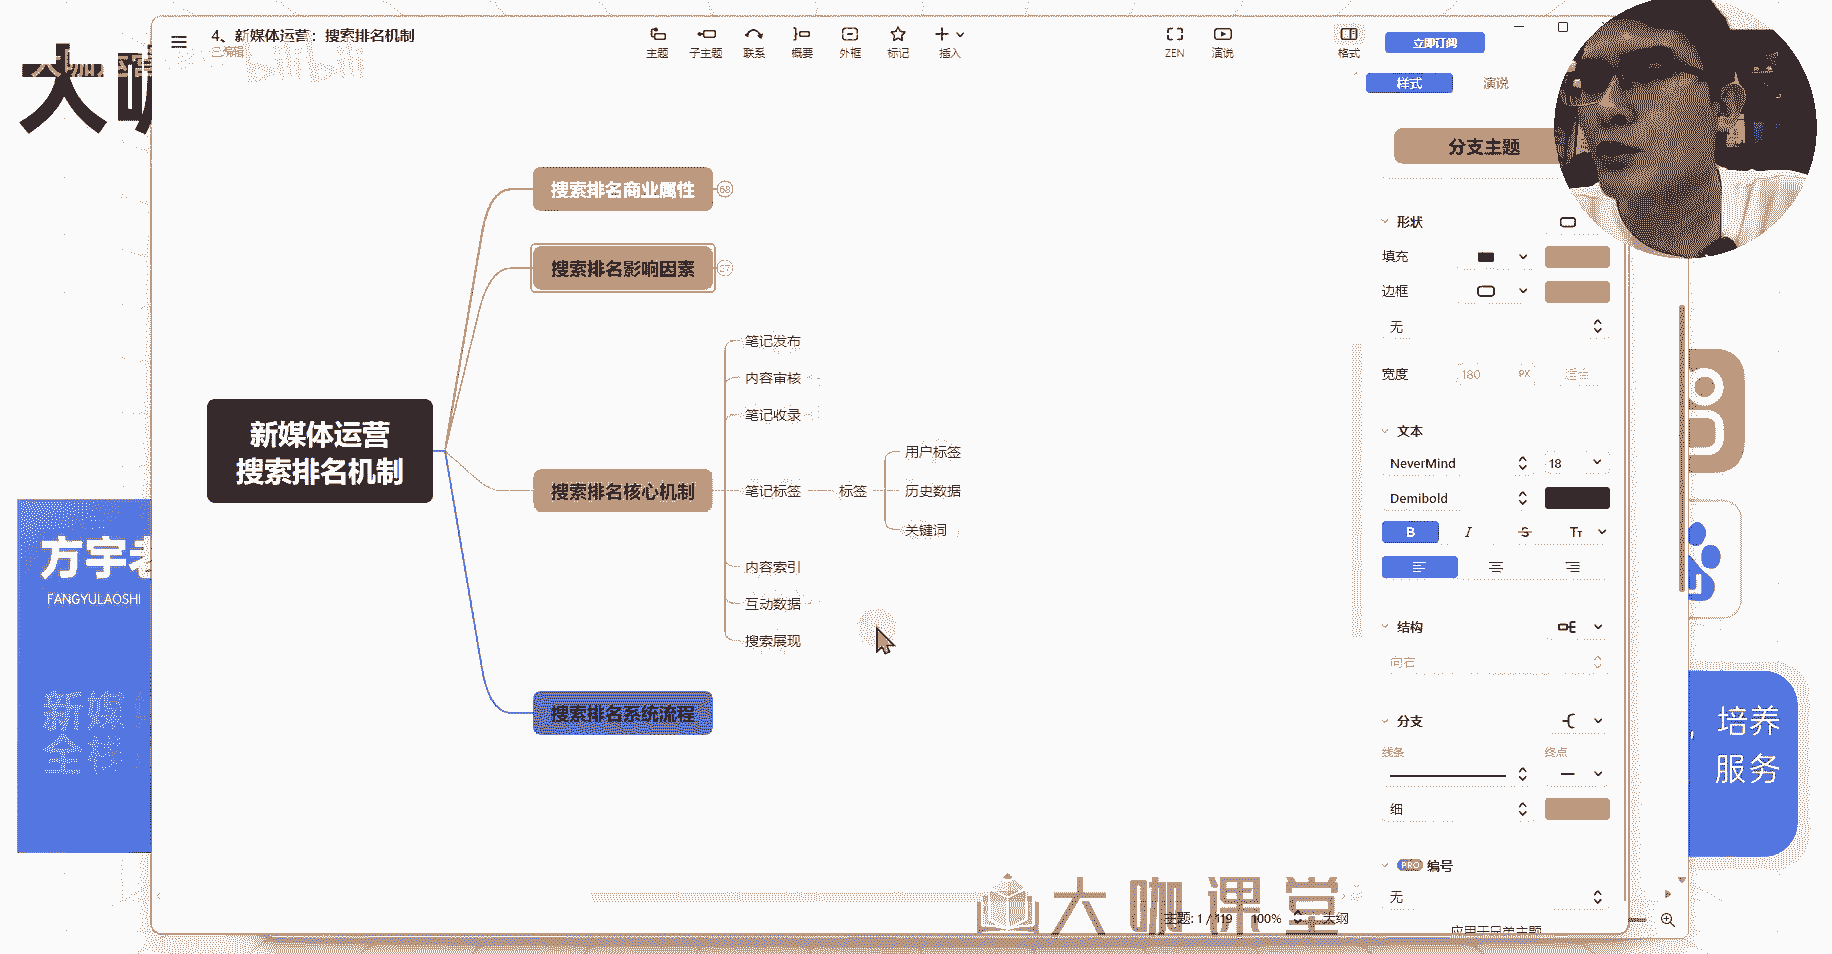 4、新媒体运营：搜索排名机制
已编辑
bilibili
主题
子主题
联系
概要
外框
标记
插入
ZEN
演说
格式
立即订阅
样式
演说
分支主题
大咖
方宇老
FANGYULAOSHI
新媒
全栈
搜索排名商业属性
68
搜索排名影响因素
新媒体运营
搜索排名机制
搜索排名核心机制
笔记发布
内容审核
笔记收录
笔记标签
标签
用户标签
历史数据
关键词
内容索引
互动数据
搜索展现
搜索排名系统流程
形状
填充
边框
无
宽度
180
PX
文本
NeverMind
18
Demibold
B
I
S
TT
结构
向右
分支
线条
终点
细
PRO 编号
无
应用于兄弟主题
主题: 1 / 119
100%
大纲
大咖课堂
培养
服务